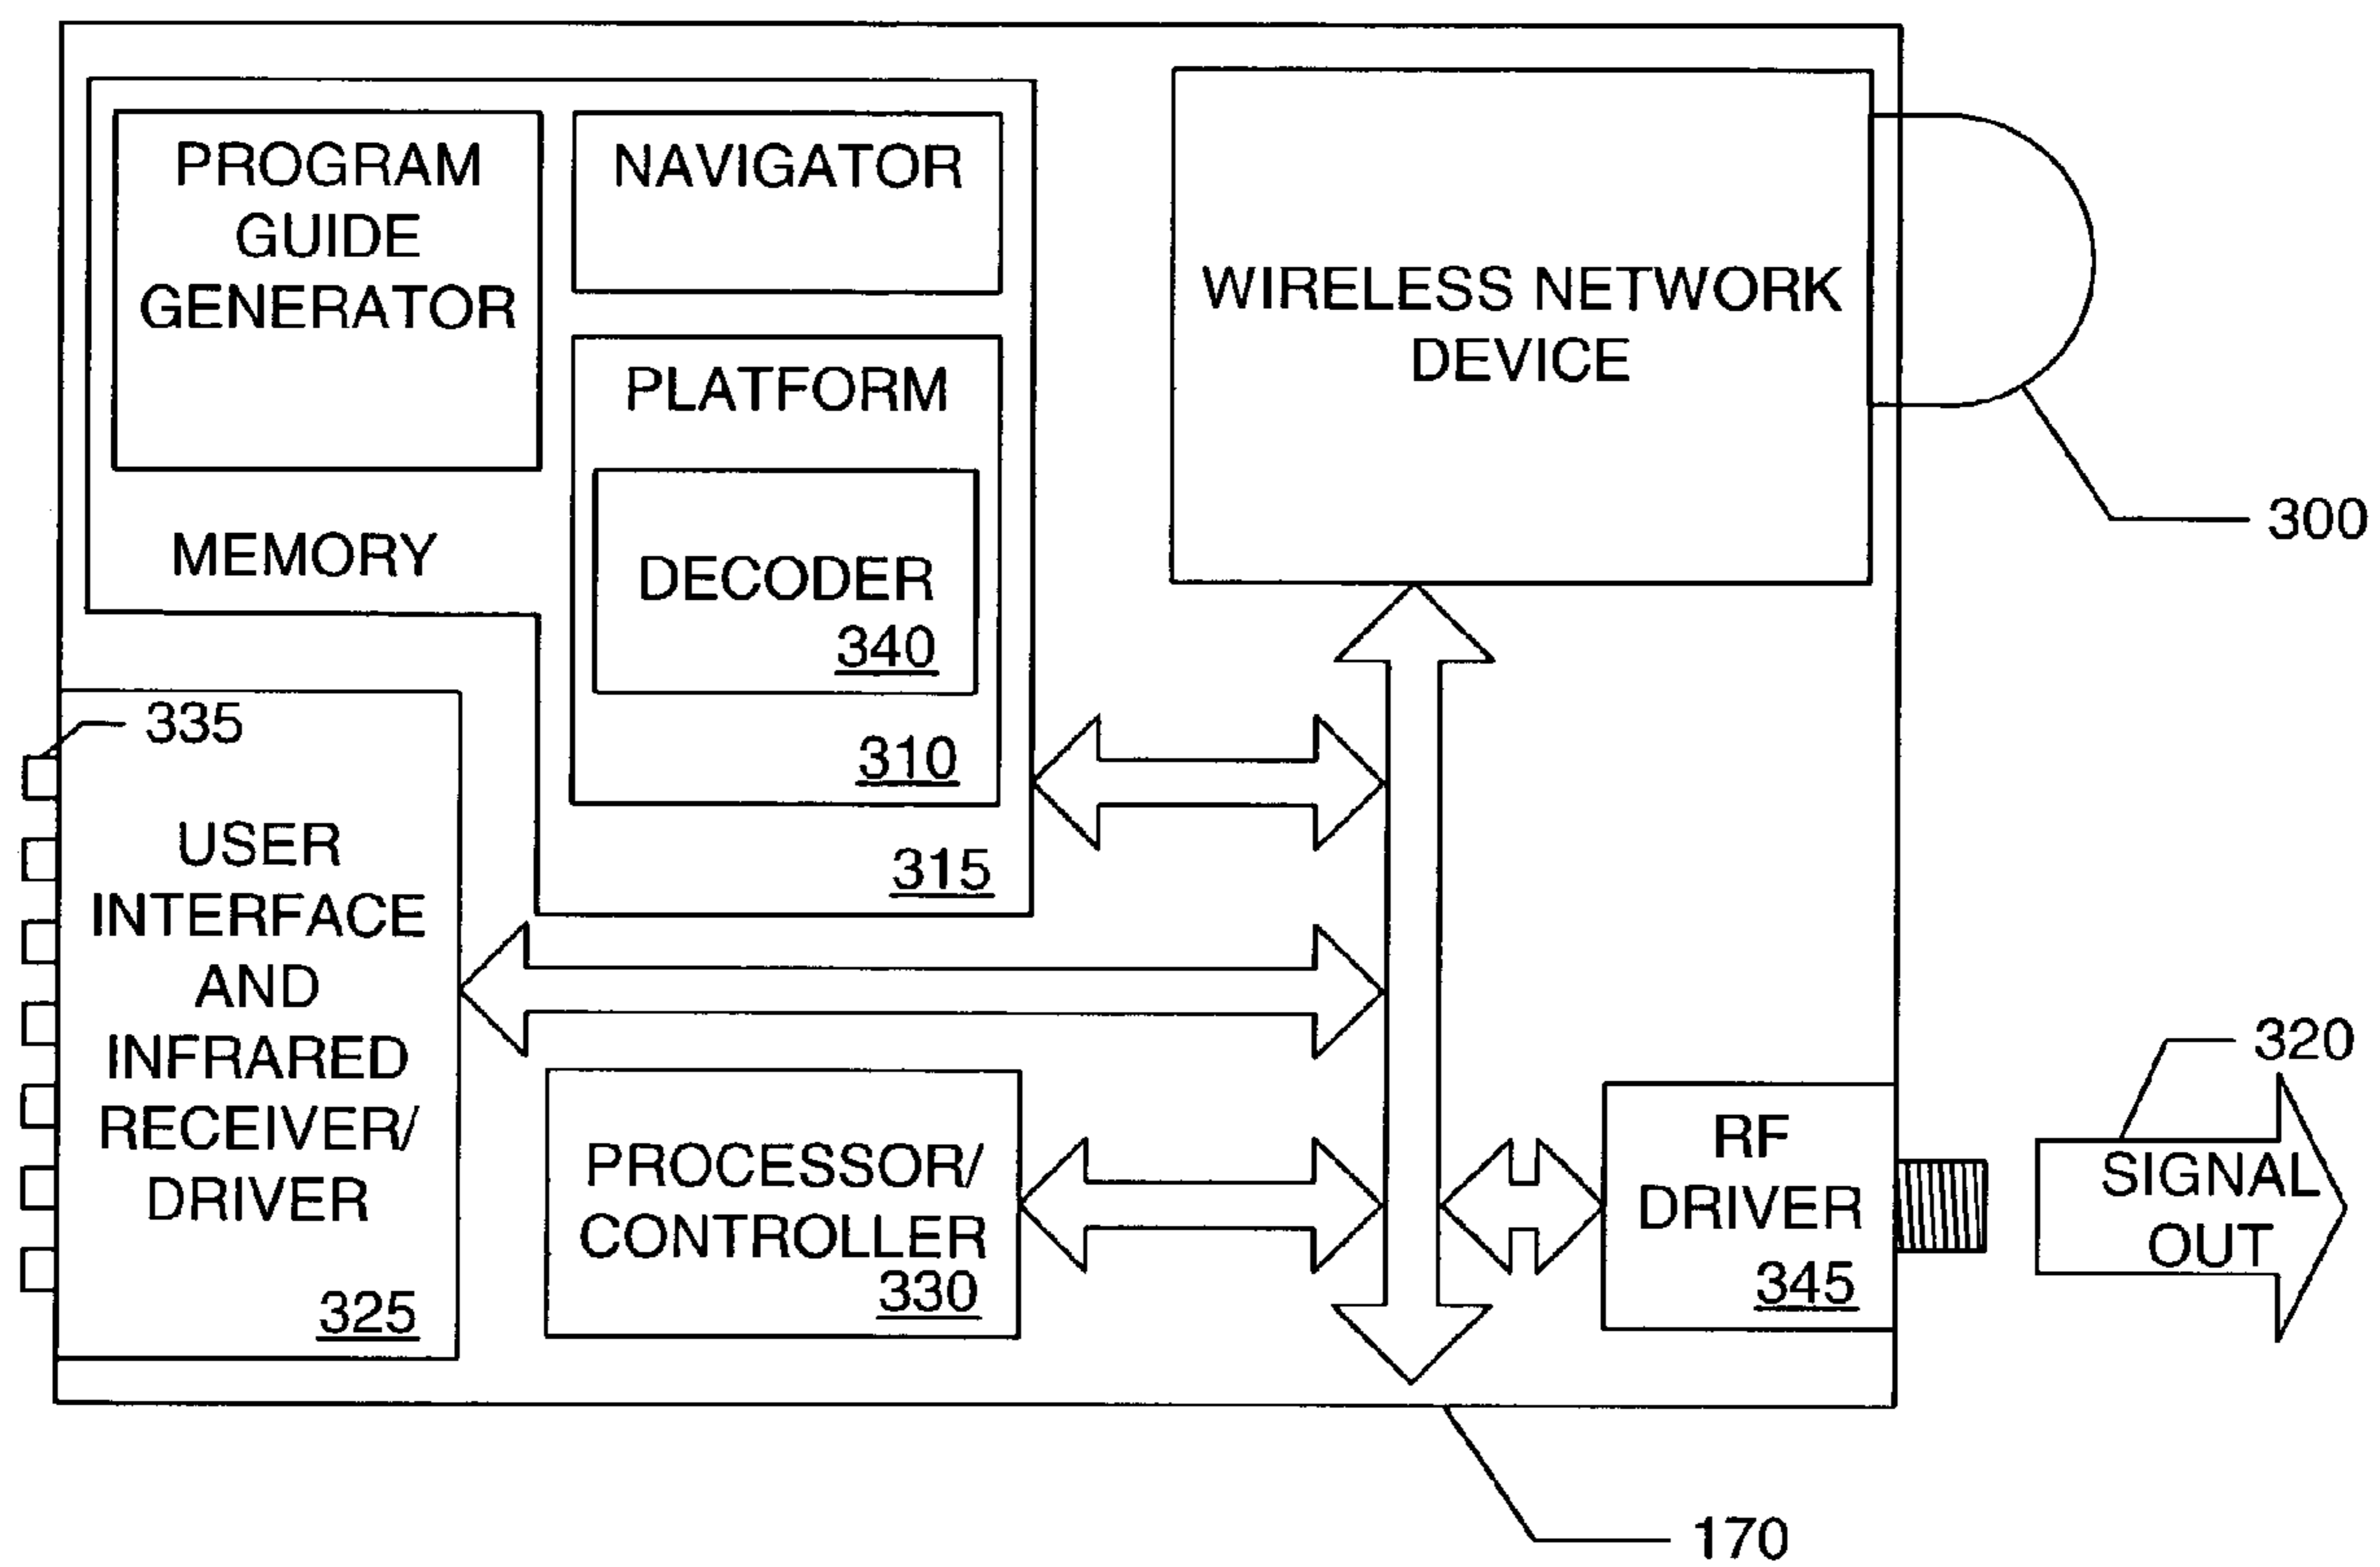 PROGRAM
GUIDE
GENERATOR
NAVIGATOR
PLATFORM
DECODER
340
310
MEMORY
315
WIRELESS NETWORK
DEVICE
300
335
USER
INTERFACE
AND
INFRARED
RECEIVER/
DRIVER
325
PROCESSOR/
CONTROLLER
330
RF
DRIVER
345
320
SIGNAL
OUT
170